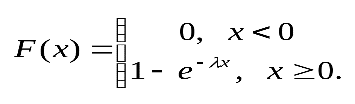 F(x) = { 0, x < 0
1 - e^{-λx}, x ≥ 0.